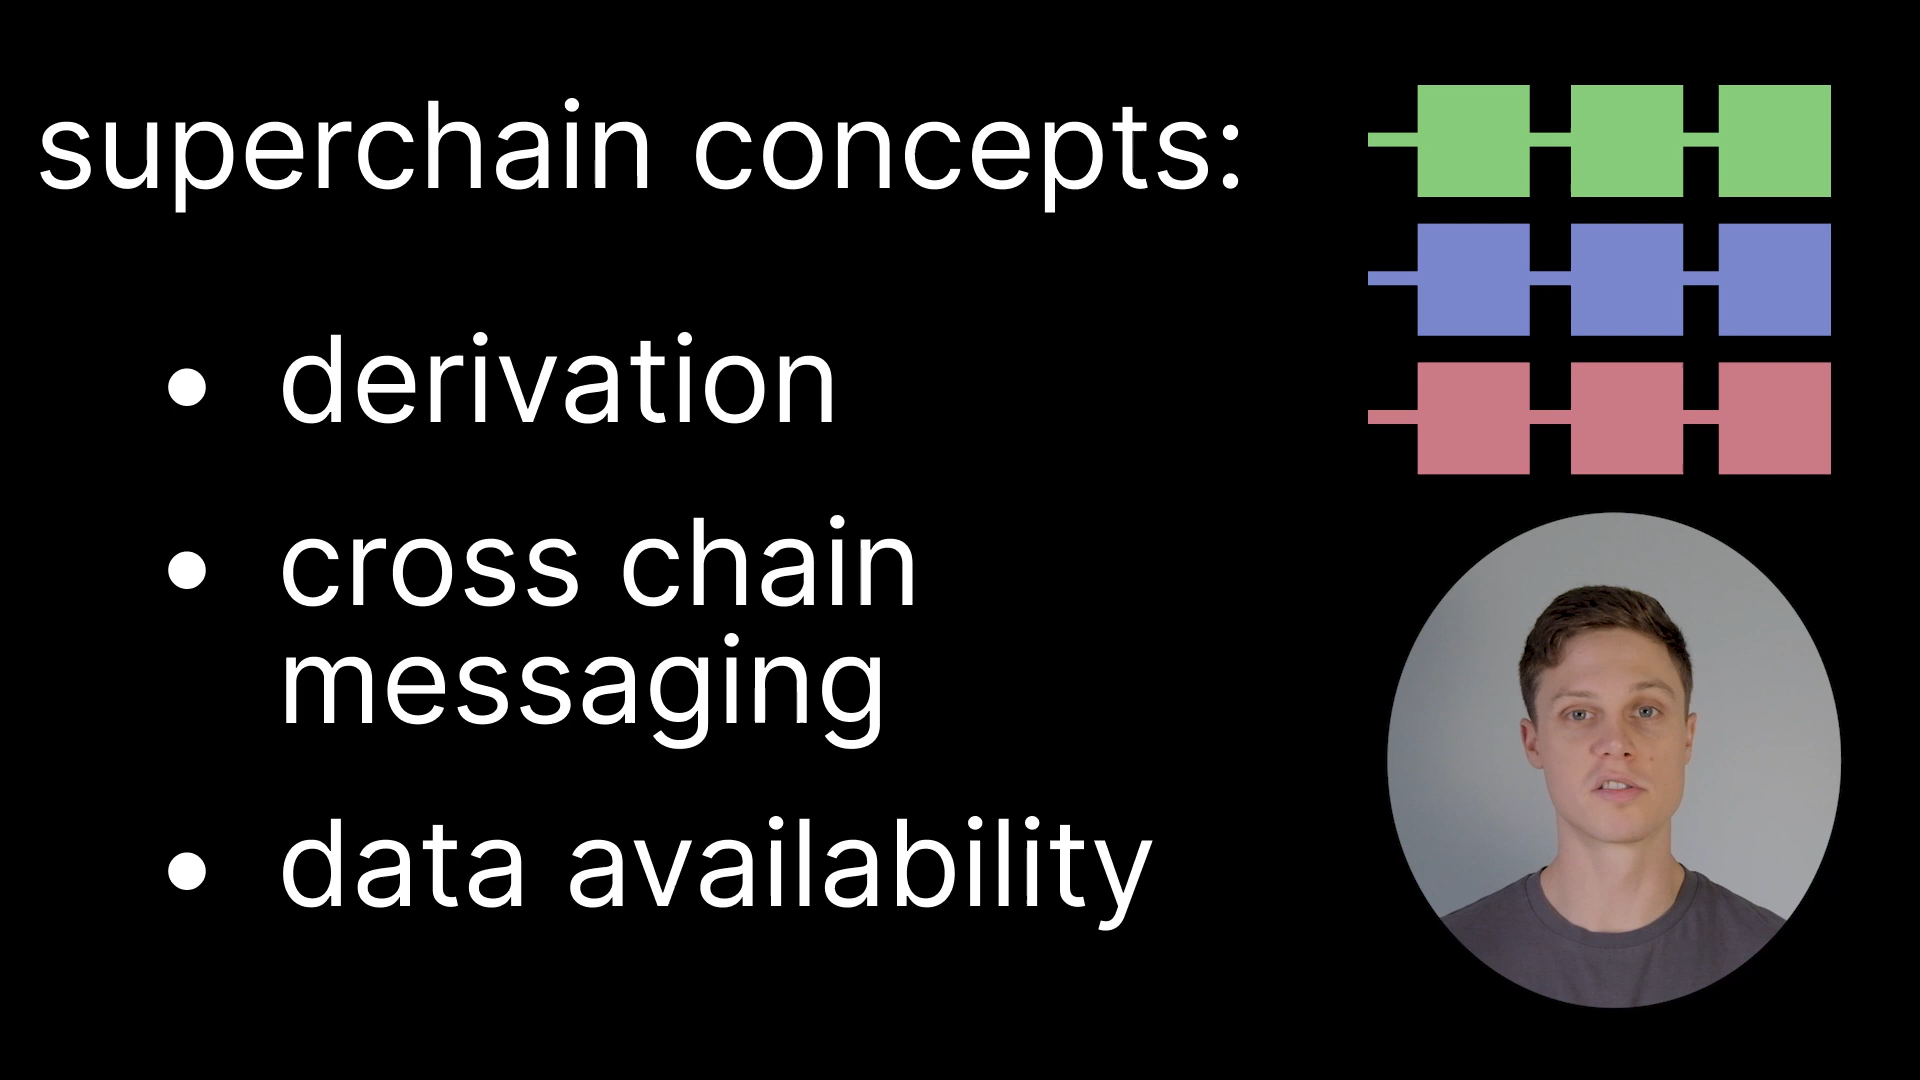 superchain concepts:
• derivation
• cross chain
messaging
• data availability